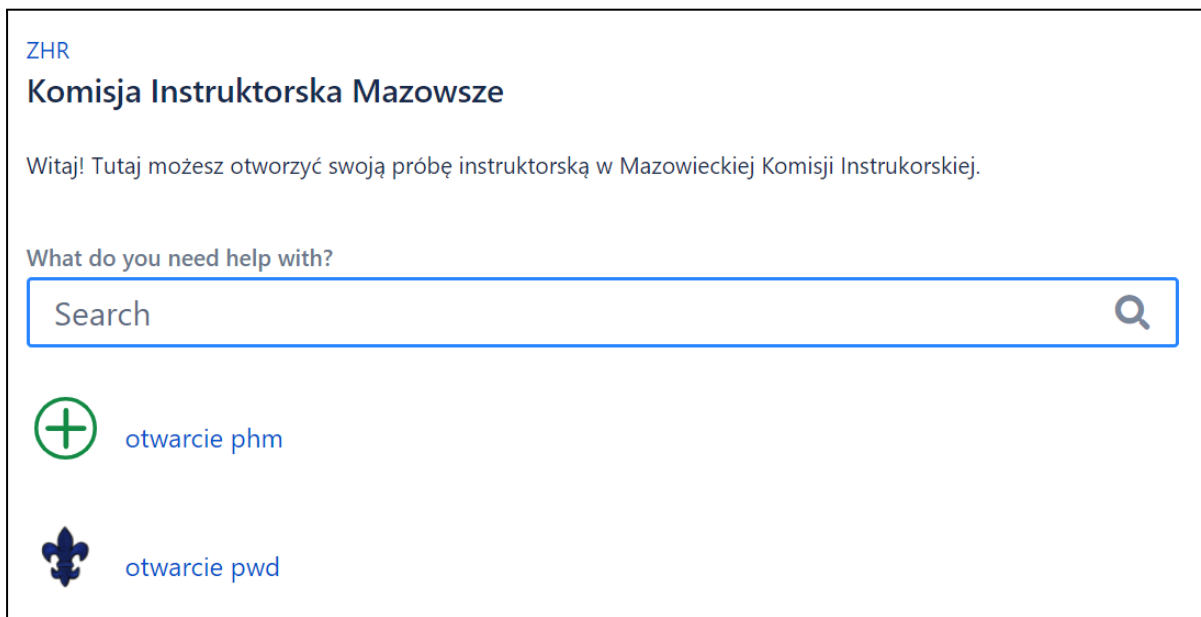 ZHR
Komisja Instruktorska Mazowsze
Witaj! Tutaj możesz otworzyć swoją próbę instruktorską w Mazowieckiej Komisji Instrukorskiej.
What do you need help with?
Search
otwarcie phm
otwarcie pwd